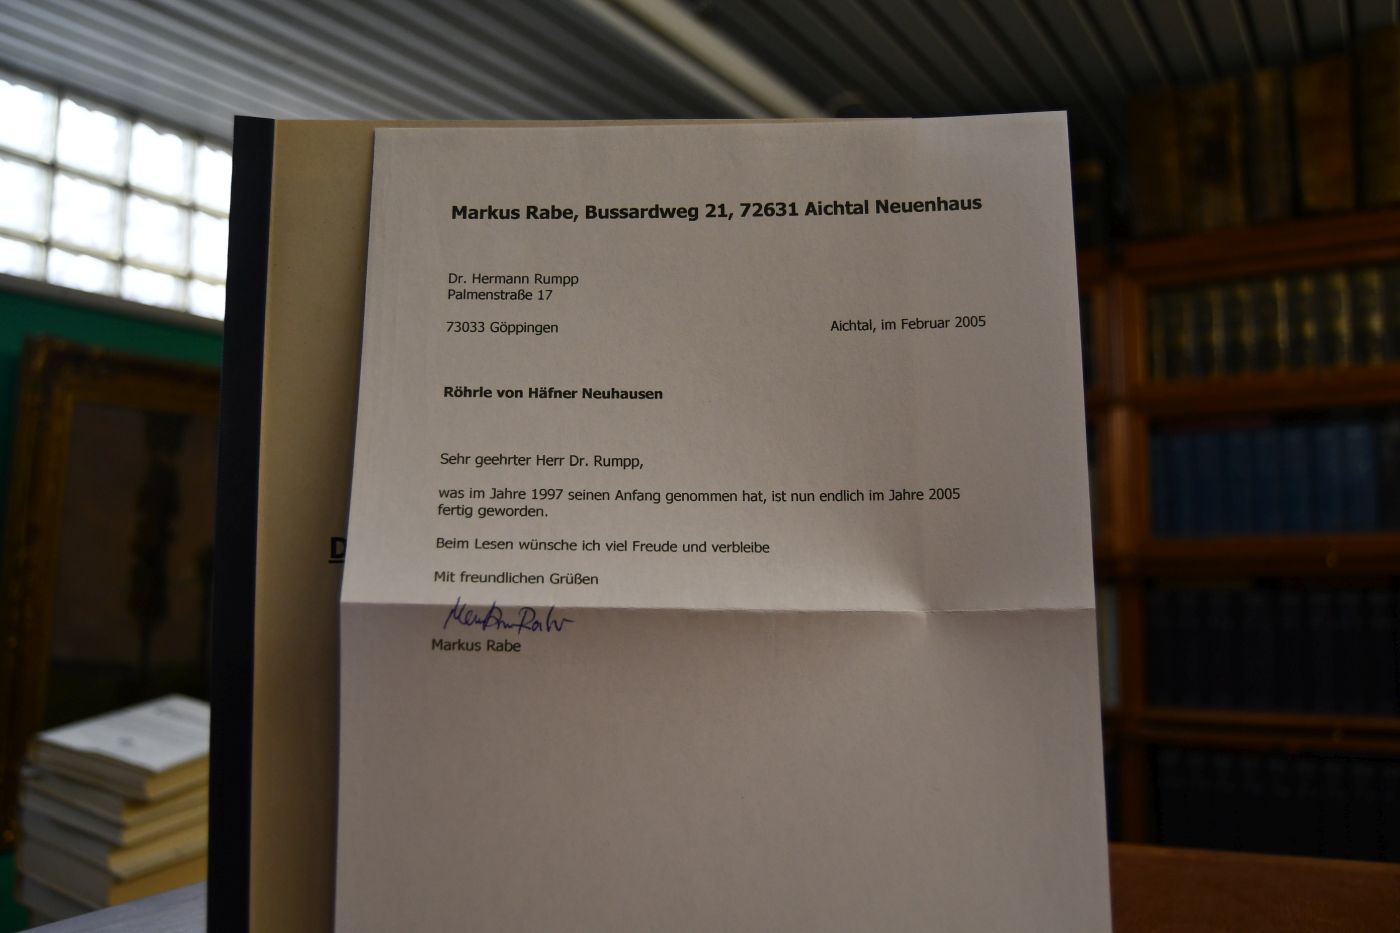 Markus Rabe, Bussardweg 21, 72631 Aichtal Neuenhaus
Dr. Hermann Rumpp
Palmenstraße 17
73033 Göppingen
Aichtal, im Februar 2005
Röhrle von Häfner Neuhausen
Sehr geehrter Herr Dr. Rumpp,
was im Jahre 1997 seinen Anfang genommen hat, ist nun endlich im Jahre 2005
fertig geworden.
Beim Lesen wünsche ich viel Freude und verbleibe
Mit freundlichen Grüßen
Markus Rabe
Markus Rabe
D